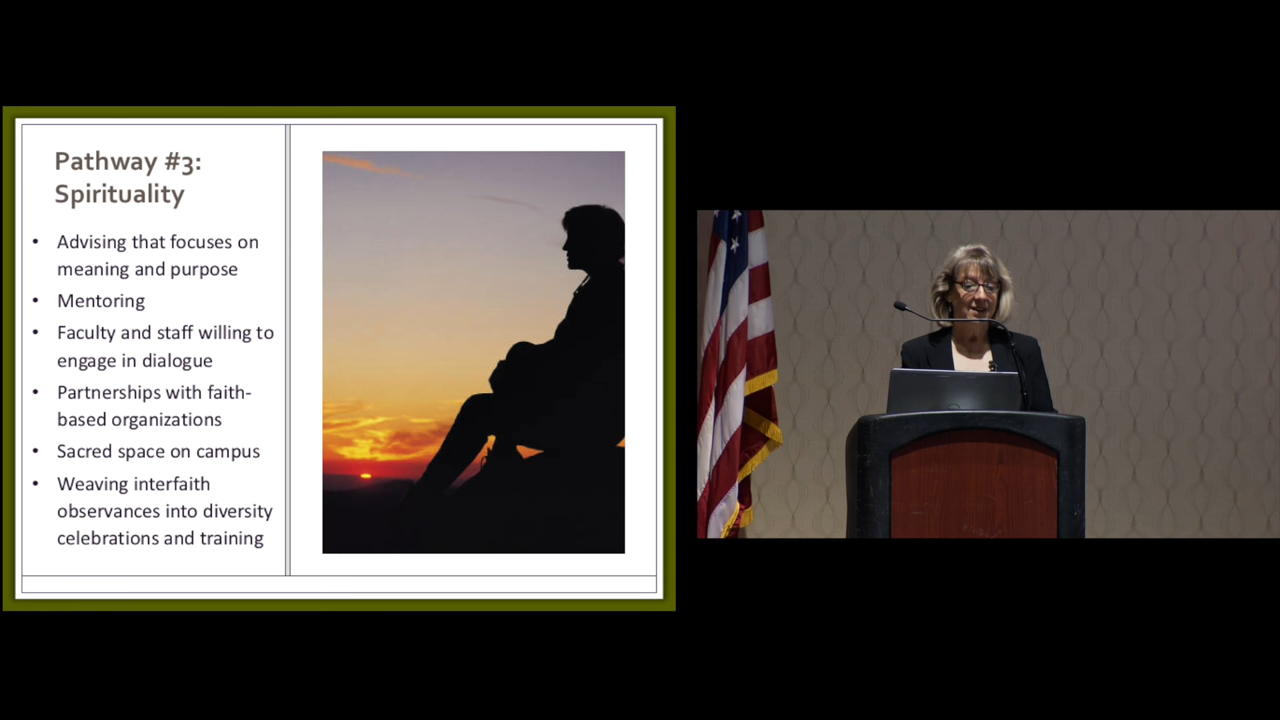 Pathway #3:
Spirituality
• Advising that focuses on
meaning and purpose
• Mentoring
• Faculty and staff willing to
engage in dialogue
• Partnerships with faith-
based organizations
• Sacred space on campus
• Weaving interfaith
observances into diversity
celebrations and training